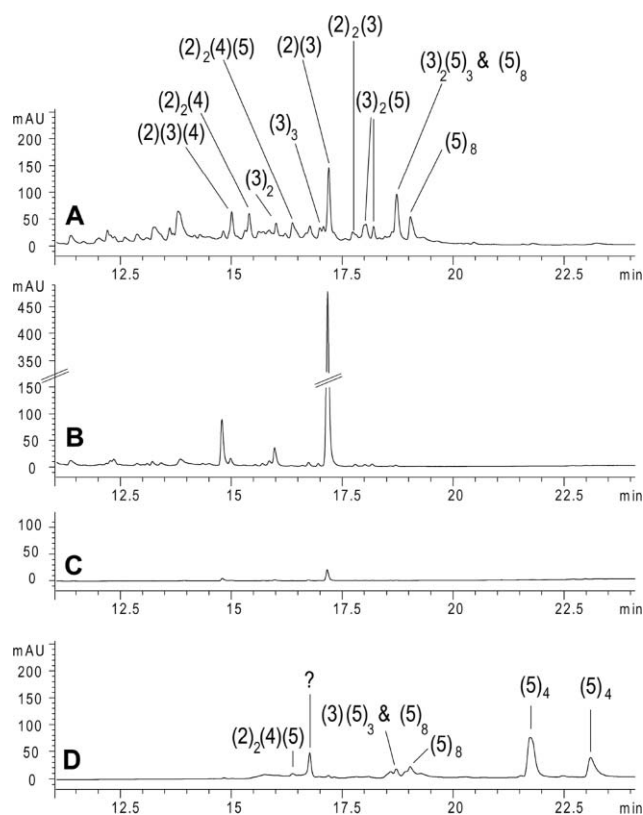 (2)₂(3)
(2)₂(4)(5)
(2)(3)
(3)₂(5)₃ & (5)₈
(2)₂(4)
(3)₂(5)
(2)(3)(4)
(3)₃
(5)₈
(3)₂
mAU
200
150
100
50
0
A
12.5 15 17.5 20 22.5 min
mAU
450
350
150
100
50
0
B
12.5 15 17.5 20 22.5 min
100
50
0
C
12.5 15 17.5 20 22.5 min
mAU
200
150
100
50
0
D
?
(3)(5)₃ & (5)₈
(5)₄
(5)₄
(2)₂(4)(5)
(5)₈
12.5 15 17.5 20 22.5 min